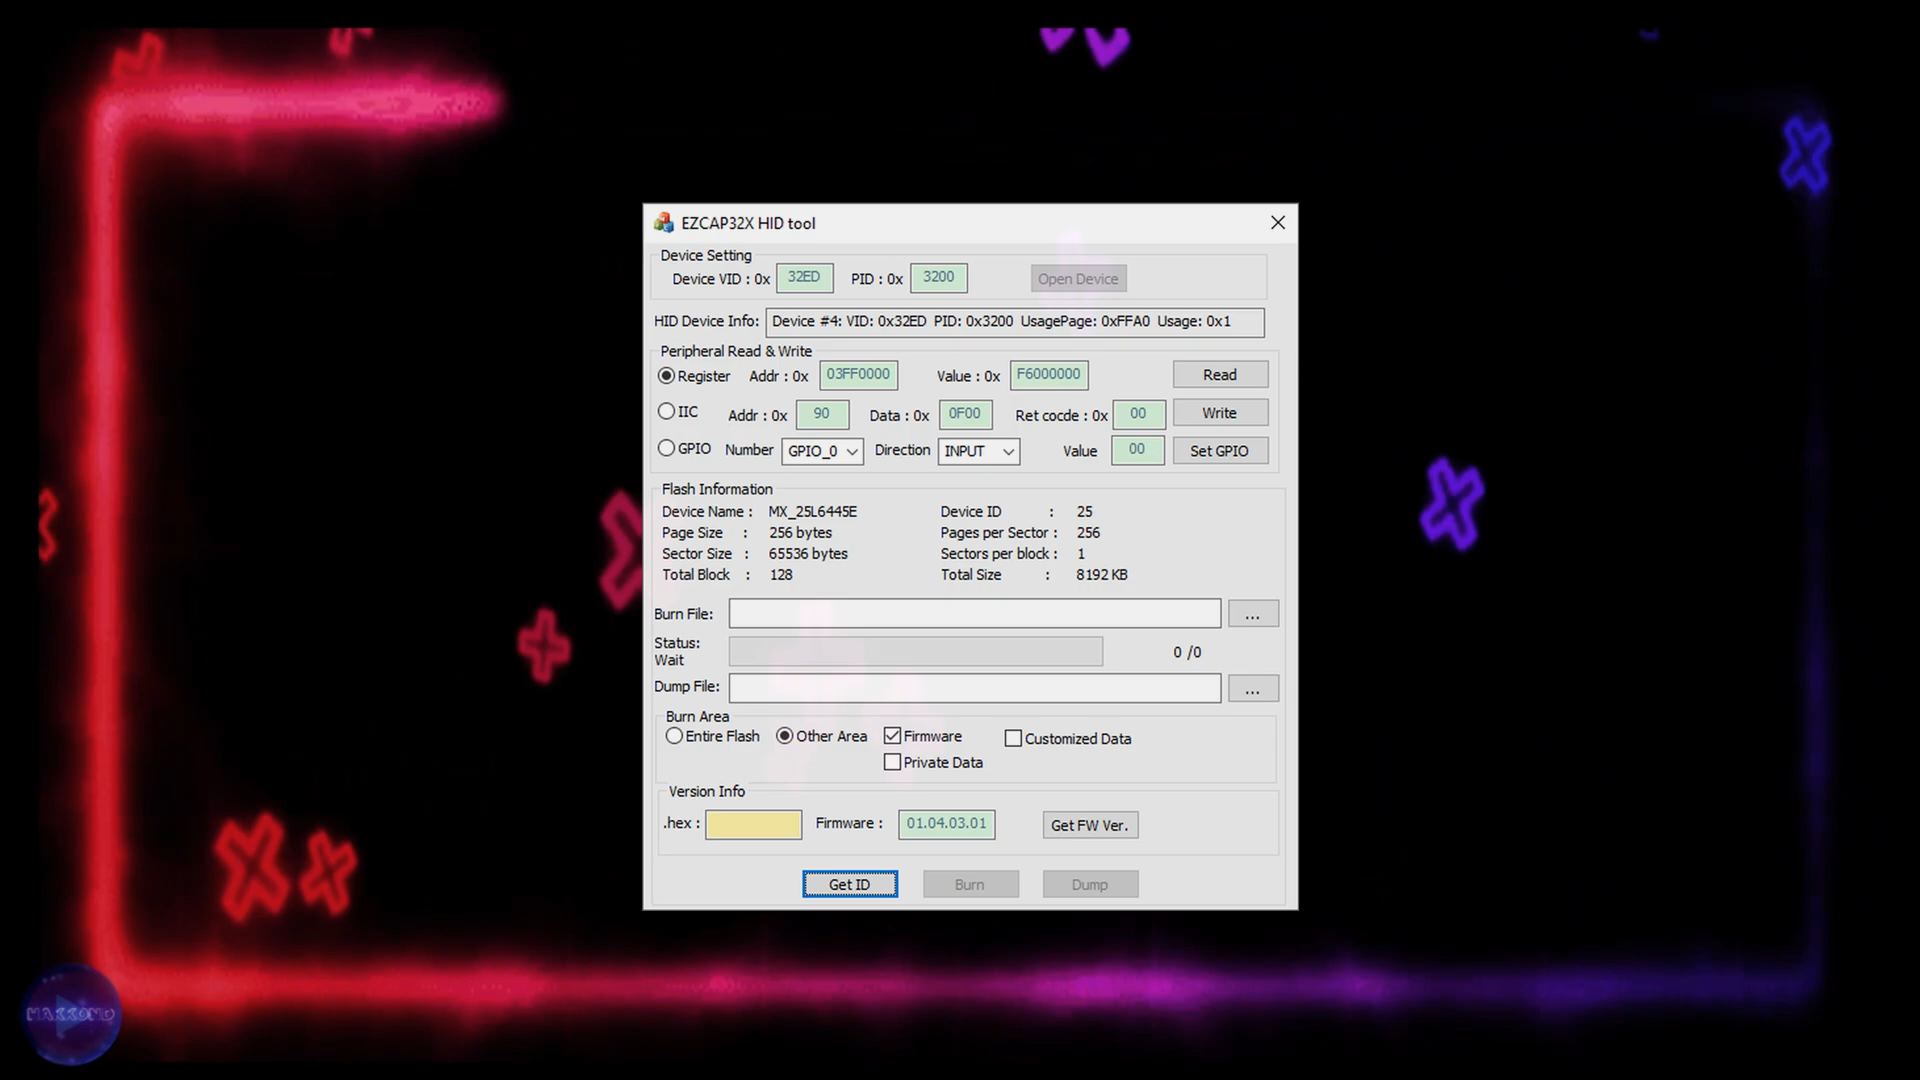 EZCAP32X HID tool
Device Setting
Device VID : 0x 32ED PID : 0x 3200 Open Device
HID Device Info: Device #4: VID: 0x32ED PID: 0x3200 UsagePage: 0xFFA0 Usage: 0x1
Peripheral Read & Write
Register Addr : 0x 03FF0000 Value : 0x F6000000 Read
IIC Addr : 0x 90 Data : 0x 0F00 Ret cocde : 0x 00 Write
GPIO Number GPIO_0 Direction INPUT Value 00 Set GPIO
Flash Information
Device Name : MX_25L6445E Device ID : 25
Page Size : 256 bytes Pages per Sector : 256
Sector Size : 65536 bytes Sectors per block : 1
Total Block : 128 Total Size : 8192 KB
Burn File: ...
Status:
Wait 0 /0
Dump File: ...
Burn Area
Entire Flash Other Area Firmware Customized Data
Private Data
Version Info
.hex : Firmware : 01.04.03.01 Get FW Ver.
Get ID Burn Dump